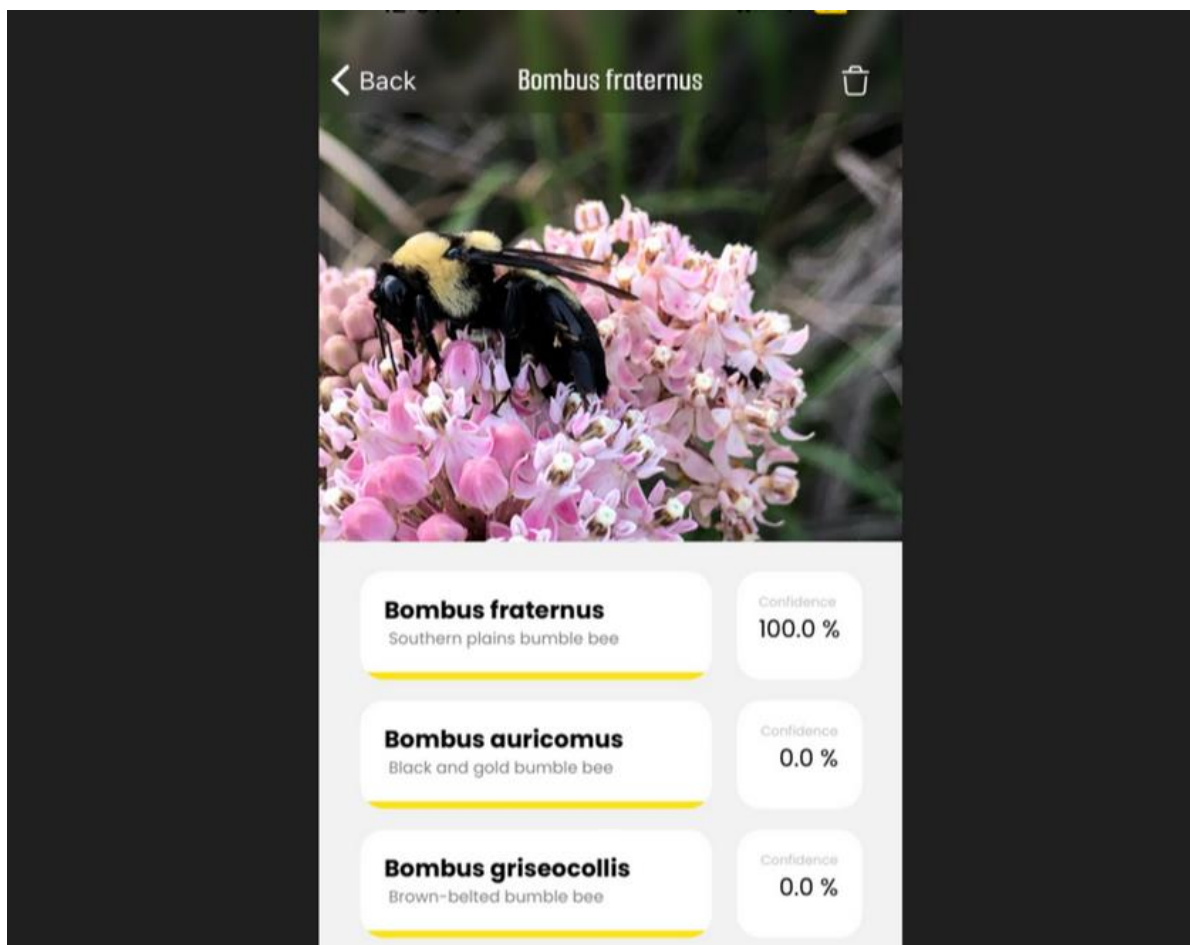 Back
Bombus fraternus
Bombus fraternus
Southern plains bumble bee
Confidence
100.0 %
Bombus auricomus
Black and gold bumble bee
Confidence
0.0 %
Bombus griseocollis
Brown-belted bumble bee
Confidence
0.0 %